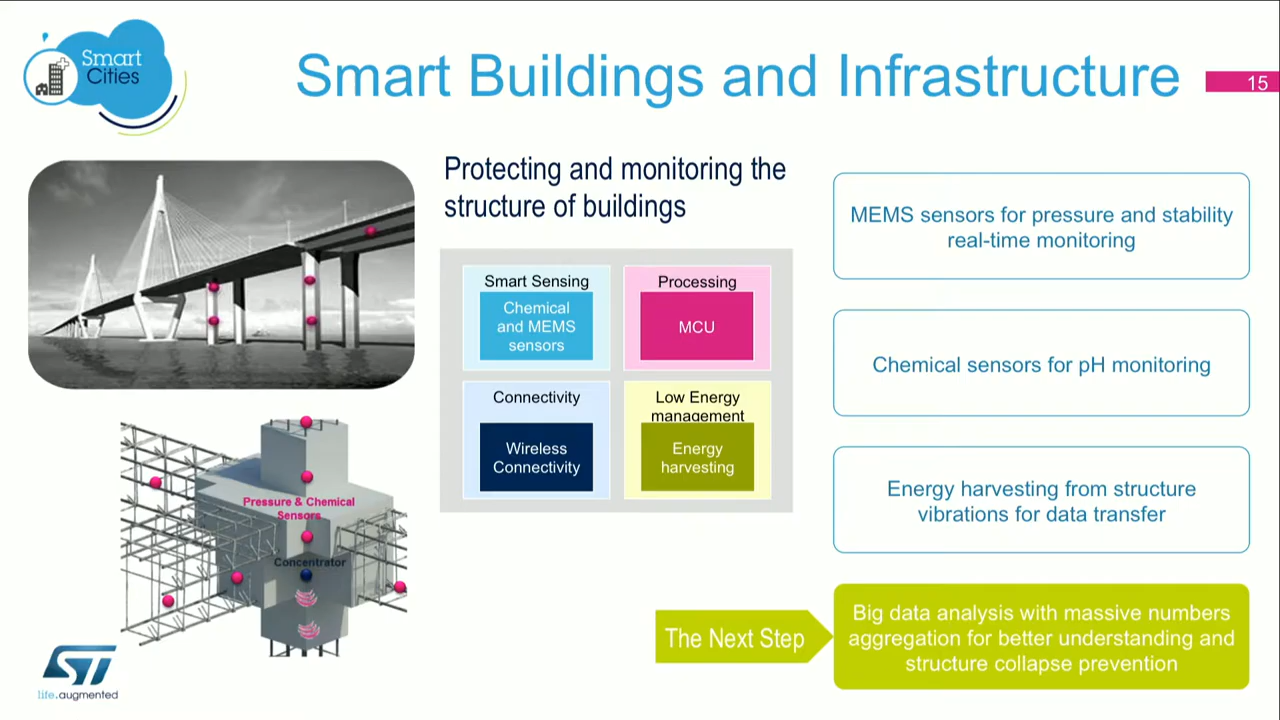 Smart
Cities
Smart Buildings and Infrastructure
15
Protecting and monitoring the
structure of buildings
Smart Sensing
Chemical
and MEMS
sensors
Processing
MCU
Connectivity
Wireless
Connectivity
Low Energy
management
Energy
harvesting
MEMS sensors for pressure and stability
real-time monitoring
Chemical sensors for pH monitoring
Energy harvesting from structure
vibrations for data transfer
Pressure & Chemical
Sensors
Concentrator
The Next Step
Big data analysis with massive numbers
aggregation for better understanding and
structure collapse prevention
ST
life.augmented